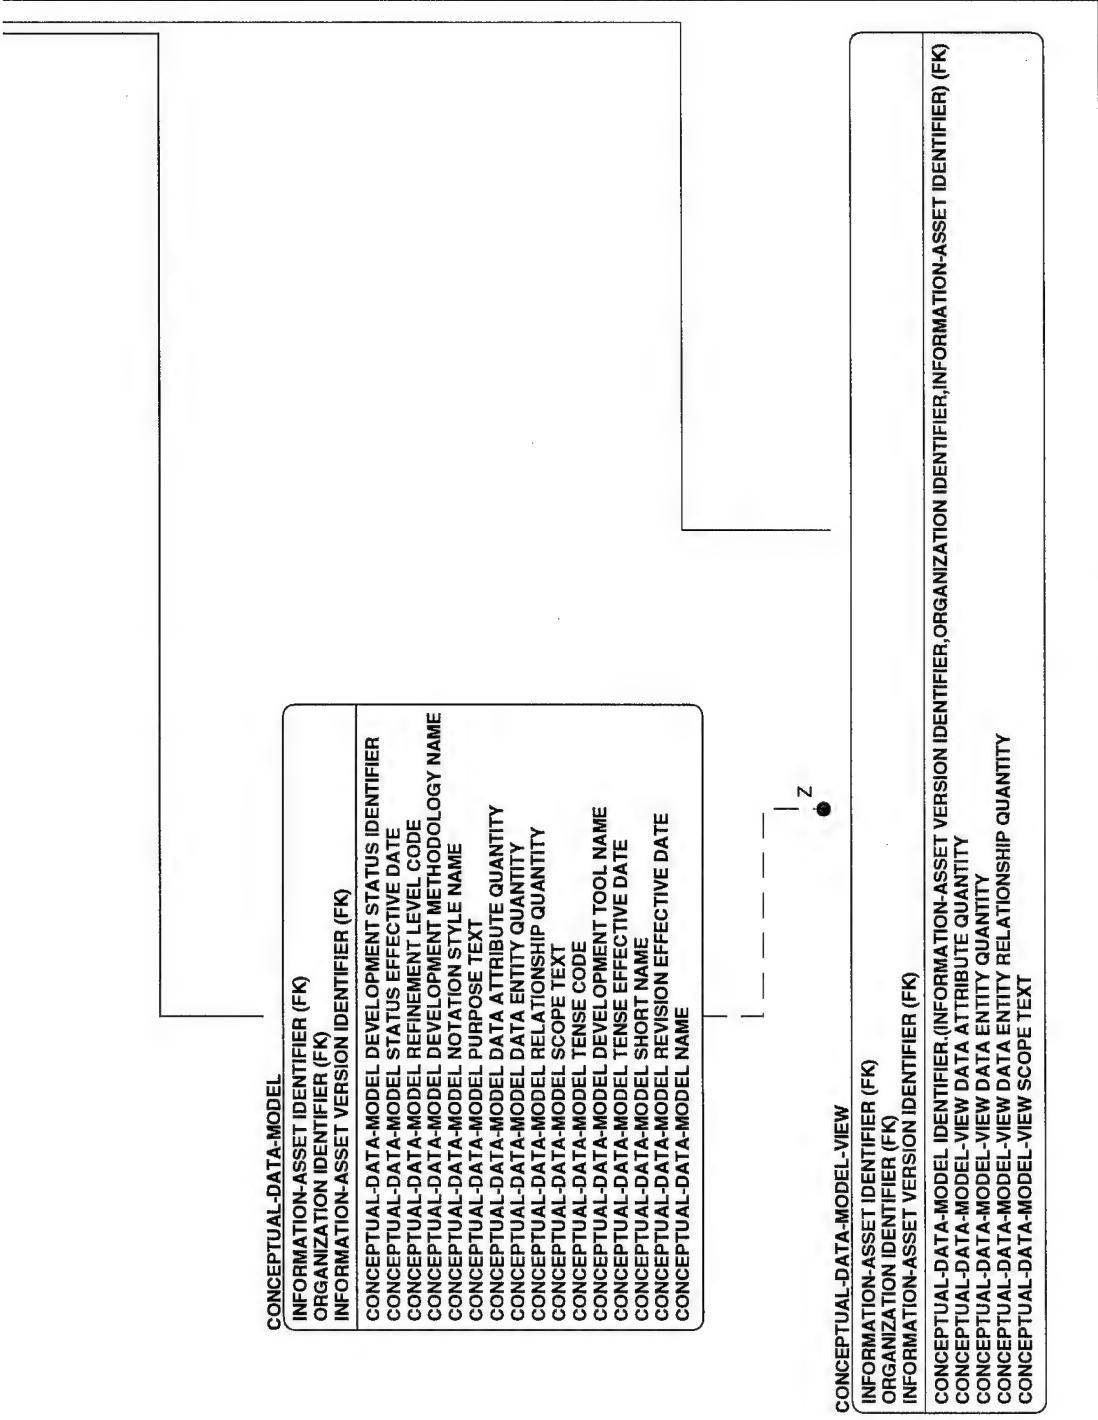 CONCEPTUAL-DATA-MODEL
INFORMATION-ASSET IDENTIFIER (FK)
ORGANIZATION IDENTIFIER (FK)
INFORMATION-ASSET VERSION IDENTIFIER (FK)
CONCEPTUAL-DATA-MODEL DEVELOPMENT STATUS IDENTIFIER
CONCEPTUAL-DATA-MODEL STATUS EFFECTIVE DATE
CONCEPTUAL-DATA-MODEL REFINEMENT LEVEL CODE
CONCEPTUAL-DATA-MODEL DEVELOPMENT METHODOLOGY NAME
CONCEPTUAL-DATA-MODEL NOTATION STYLE NAME
CONCEPTUAL-DATA-MODEL PURPOSE TEXT
CONCEPTUAL-DATA-MODEL DATA ATTRIBUTE QUANTITY
CONCEPTUAL-DATA-MODEL DATA ENTITY QUANTITY
CONCEPTUAL-DATA-MODEL RELATIONSHIP QUANTITY
CONCEPTUAL-DATA-MODEL SCOPE TEXT
CONCEPTUAL-DATA-MODEL TENSE CODE
CONCEPTUAL-DATA-MODEL DEVELOPMENT TOOL NAME
CONCEPTUAL-DATA-MODEL TENSE EFFECTIVE DATE
CONCEPTUAL-DATA-MODEL SHORT NAME
CONCEPTUAL-DATA-MODEL REVISION EFFECTIVE DATE
CONCEPTUAL-DATA-MODEL NAME
Z
CONCEPTUAL-DATA-MODEL-VIEW
INFORMATION-ASSET IDENTIFIER (FK)
ORGANIZATION IDENTIFIER (FK)
INFORMATION-ASSET VERSION IDENTIFIER (FK)
CONCEPTUAL-DATA-MODEL IDENTIFIER.(INFORMATION-ASSET VERSION IDENTIFIER,ORGANIZATION IDENTIFIER,INFORMATION-ASSET IDENTIFIER) (FK)
CONCEPTUAL-DATA-MODEL-VIEW DATA ATTRIBUTE QUANTITY
CONCEPTUAL-DATA-MODEL-VIEW DATA ENTITY QUANTITY
CONCEPTUAL-DATA-MODEL-VIEW DATA ENTITY RELATIONSHIP QUANTITY
CONCEPTUAL-DATA-MODEL-VIEW SCOPE TEXT